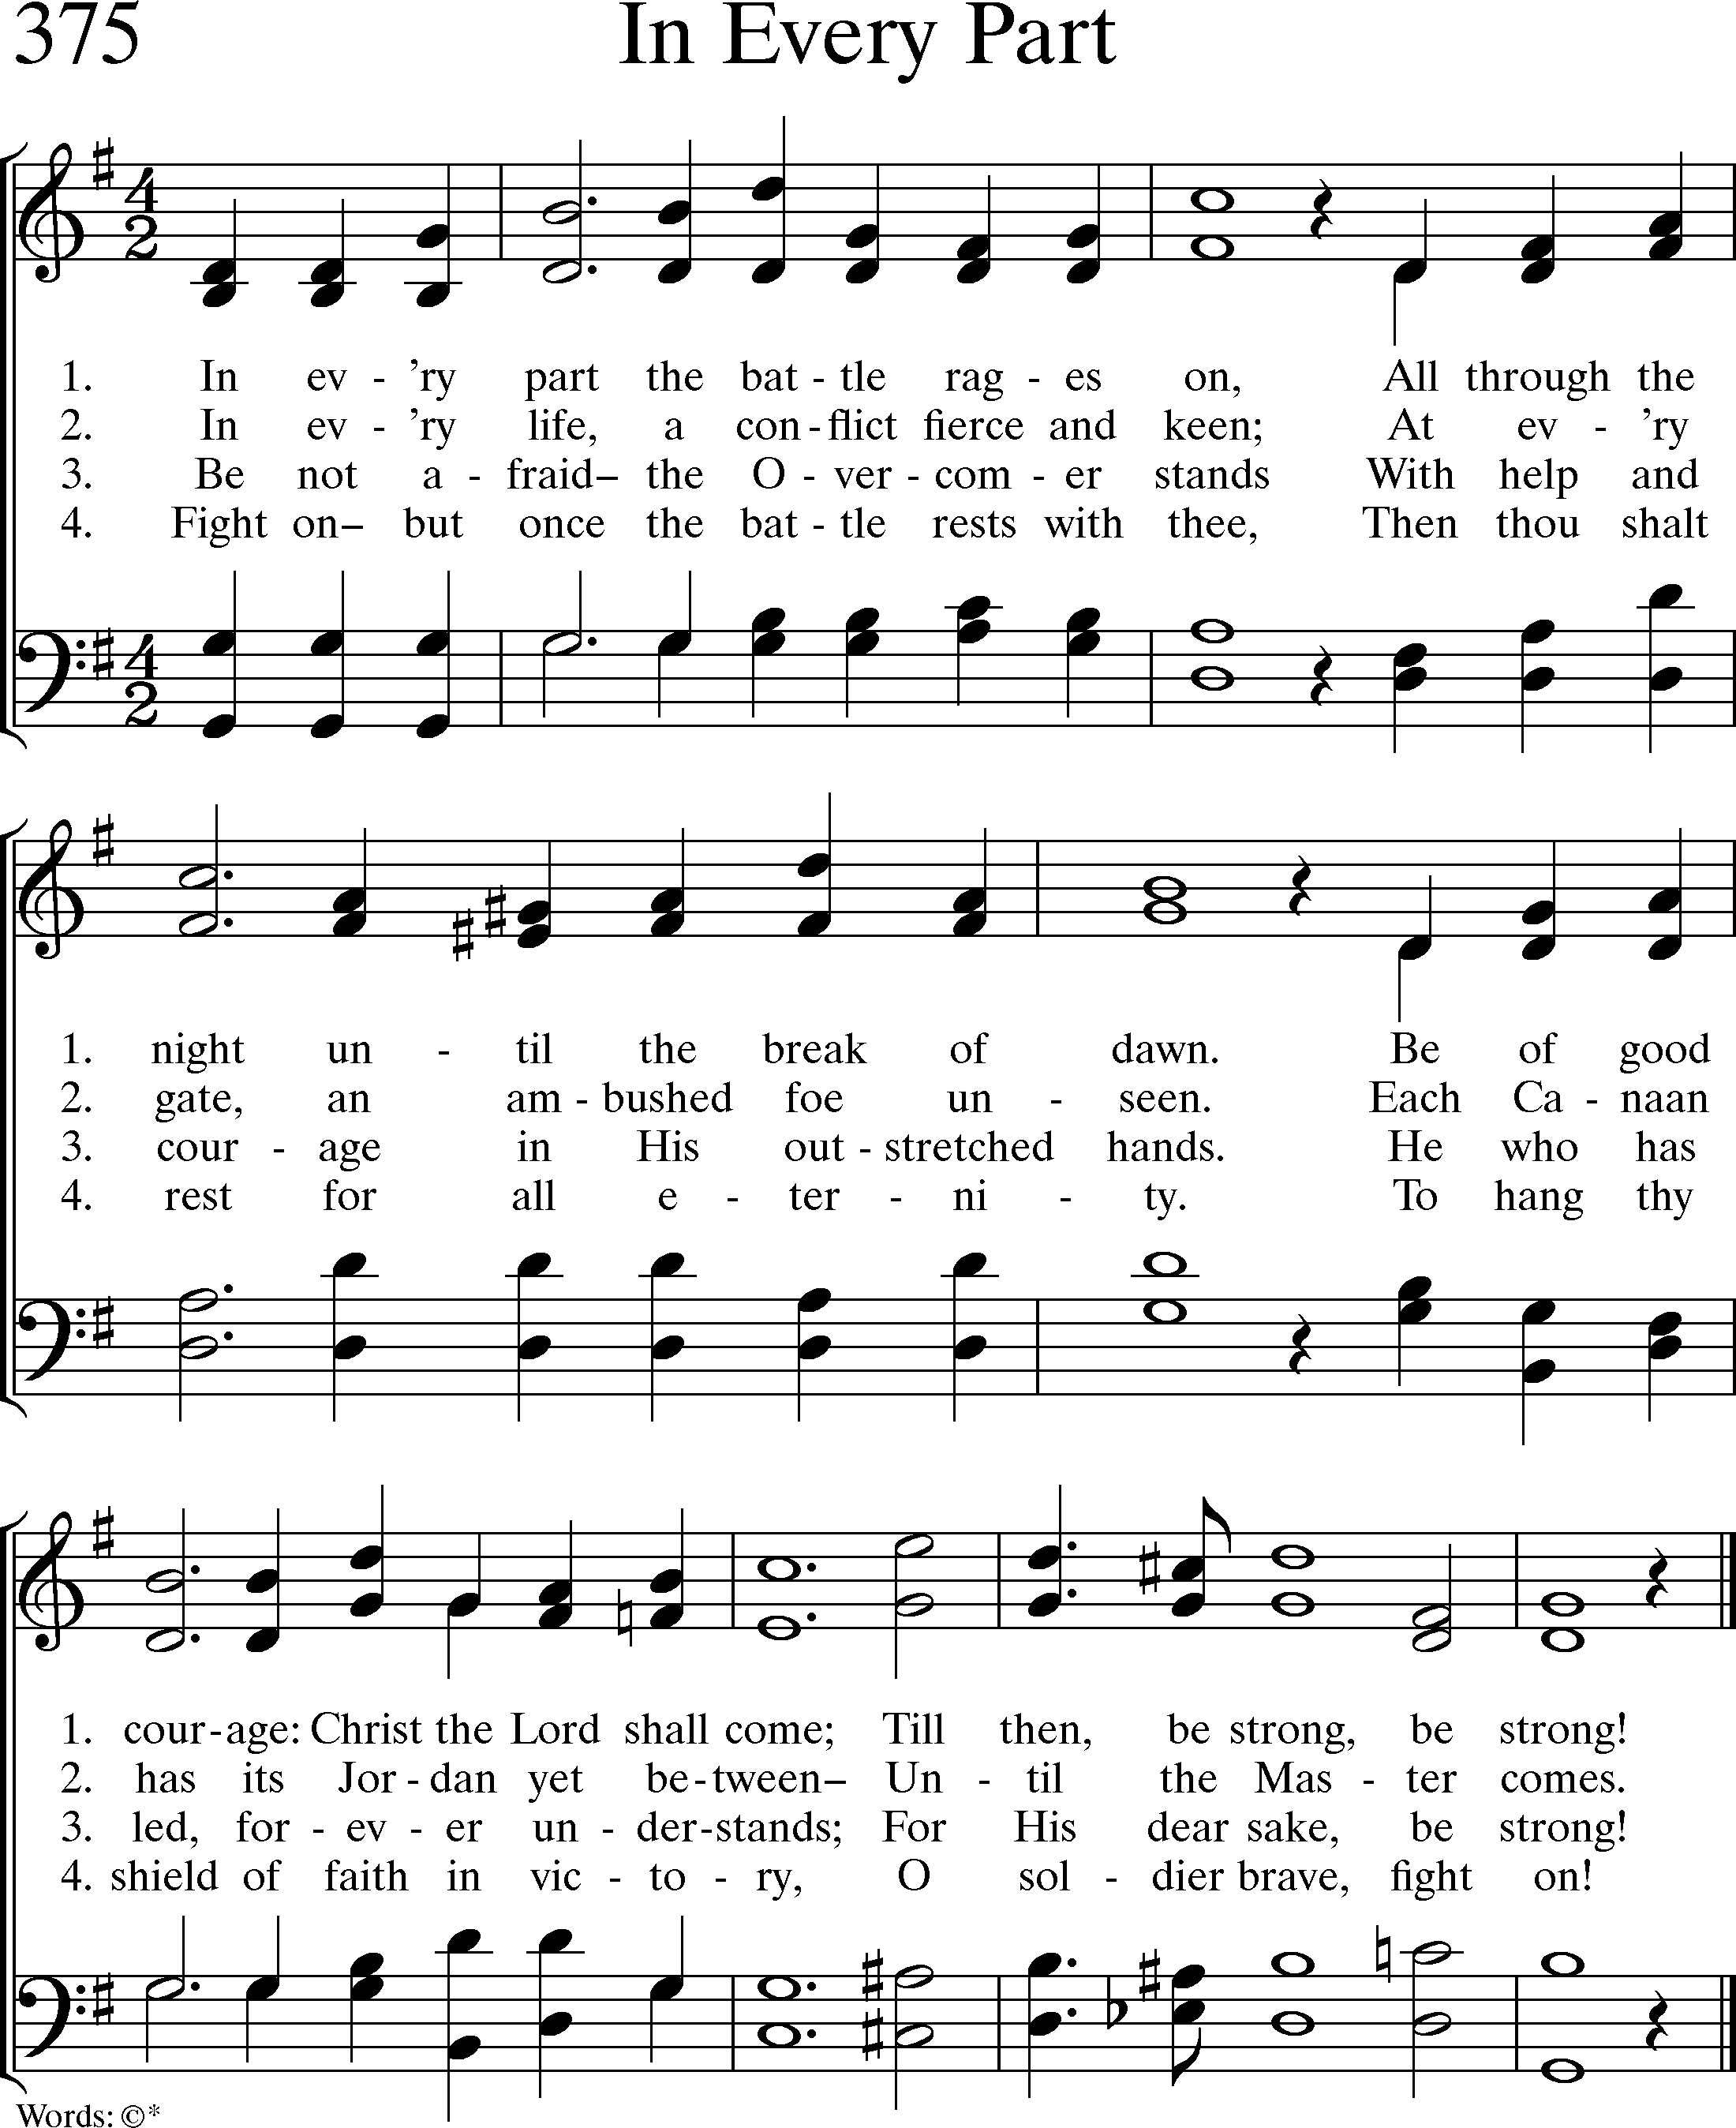 375 In Every Part
1. In ev - 'ry part the bat - tle rag - es on, All through the
2. In ev - 'ry life, a con - flict fierce and keen; At ev - 'ry
3. Be not a - fraid– the O - ver - com - er stands With help and
4. Fight on– but once the bat - tle rests with thee, Then thou shalt
1. night un - til the break of dawn. Be of good
2. gate, an am - bushed foe un - seen. Each Ca - naan
3. cour - age in His out - stretched hands. He who has
4. rest for all e - ter - ni - ty. To hang thy
1. cour - age: Christ the Lord shall come; Till then, be strong, be strong!
2. has its Jor - dan yet be - tween– Un - til the Mas - ter comes.
3. led, for - ev - er un - der - stands; For His dear sake, be strong!
4. shield of faith in vic - to - ry, O sol - dier brave, fight on!
Words: ©*